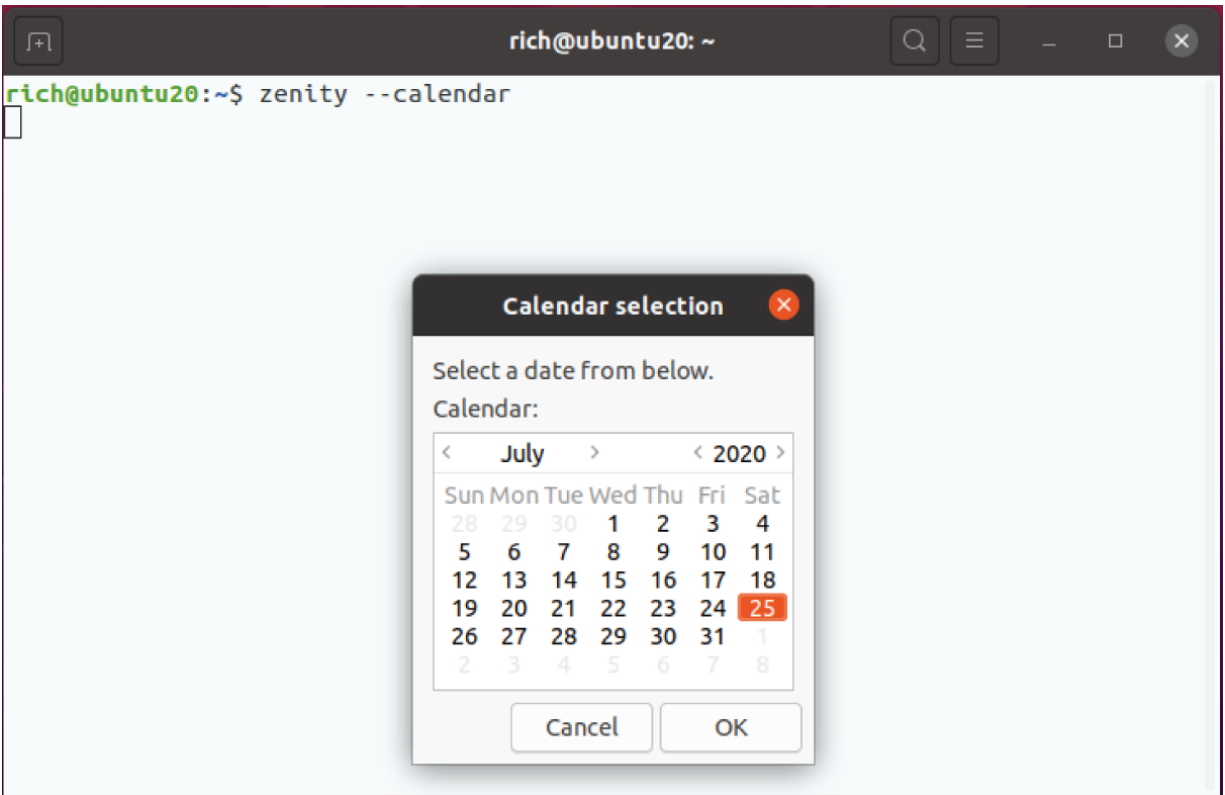 rich@ubuntu20: ~
rich@ubuntu20:~$ zenity --calendar
Calendar selection
Select a date from below.
Calendar:
< July > < 2020 >
Sun Mon Tue Wed Thu Fri Sat
28 29 30 1 2 3 4
5 6 7 8 9 10 11
12 13 14 15 16 17 18
19 20 21 22 23 24 25
26 27 28 29 30 31 1
2 3 4 5 6 7 8
Cancel OK